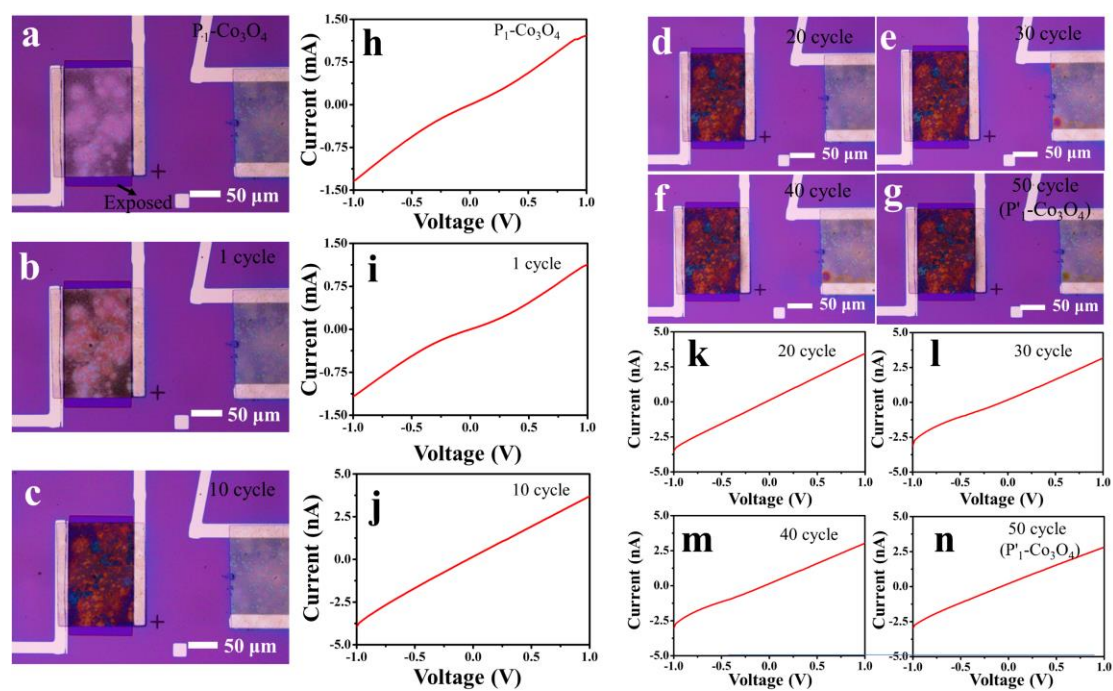 a
P₁-Co₃O₄
Exposed
50 μm
h
P₁-Co₃O₄
Current (mA)
1.50
0.75
0.00
-0.75
-1.50
-1.0
-0.5
0.0
0.5
1.0
Voltage (V)
b
1 cycle
50 μm
i
1 cycle
Current (mA)
1.50
0.75
0.00
-0.75
-1.50
-1.0
-0.5
0.0
0.5
1.0
Voltage (V)
c
10 cycle
50 μm
j
10 cycle
Current (nA)
5.0
2.5
0.0
-2.5
-5.0
-1.0
-0.5
0.0
0.5
1.0
Voltage (V)
d
20 cycle
50 μm
e
30 cycle
50 μm
f
40 cycle
50 μm
g
50 cycle
(P'₁-Co₃O₄)
50 μm
k
20 cycle
Current (nA)
5.0
2.5
0.0
-2.5
-5.0
-1.0
-0.5
0.0
0.5
1.0
Voltage (V)
l
30 cycle
Current (nA)
5.0
2.5
0.0
-2.5
-5.0
-1.0
-0.5
0.0
0.5
1.0
Voltage (V)
m
40 cycle
Current (nA)
5.0
2.5
0.0
-2.5
-5.0
-1.0
-0.5
0.0
0.5
1.0
Voltage (V)
n
50 cycle
(P'₁-Co₃O₄)
Current (nA)
5.0
2.5
0.0
-2.5
-5.0
-1.0
-0.5
0.0
0.5
1.0
Voltage (V)